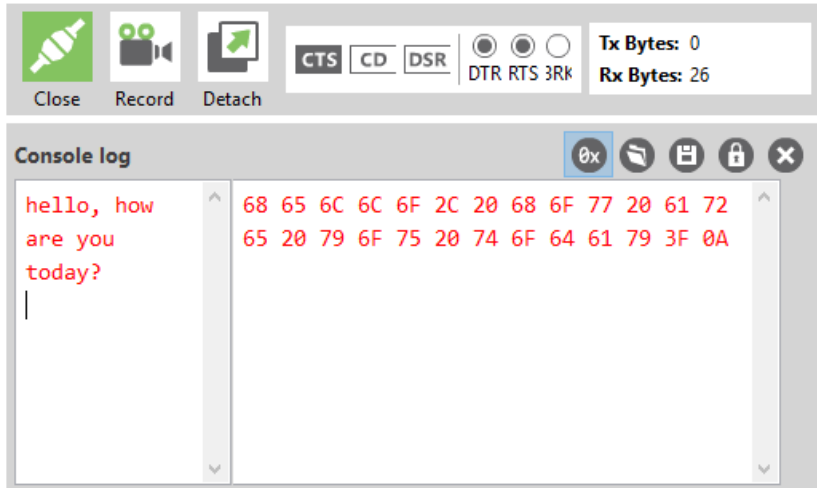 CTS CD DSR DTR RTS BRK
Tx Bytes: 0
Rx Bytes: 26
Close Record Detach
Console log
0x
hello, how
are you
today?
68 65 6C 6C 6F 2C 20 68 6F 77 20 61 72
65 20 79 6F 75 20 74 6F 64 61 79 3F 0A